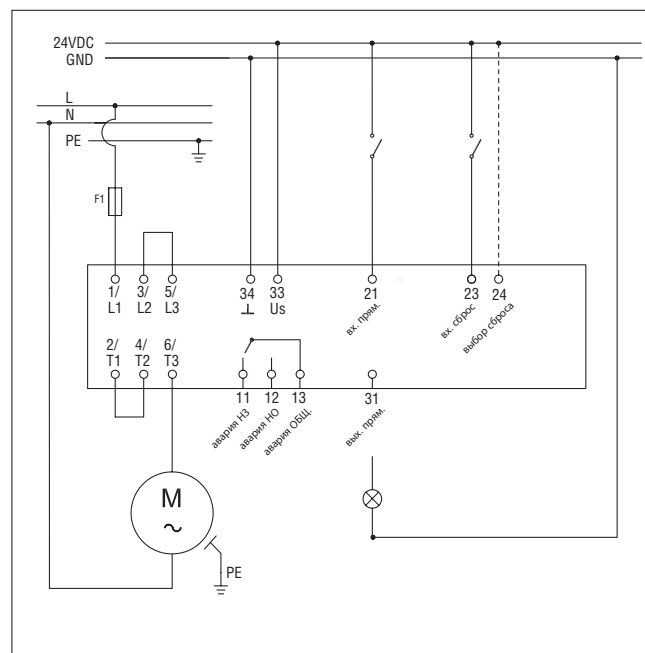 24VDC
GND
L
N
PE
F1
1/ 3/ 5/
L1 L2 L3
34 33
⊥ Us
21
вх. прям.
23
вх. сброс
24
выбор сброса
2/ 4/ 6/
T1 T2 T3
11
авария НЗ
12
авария НО
13
авария ОБЩ.
31
вых. прям.
M
~
PE